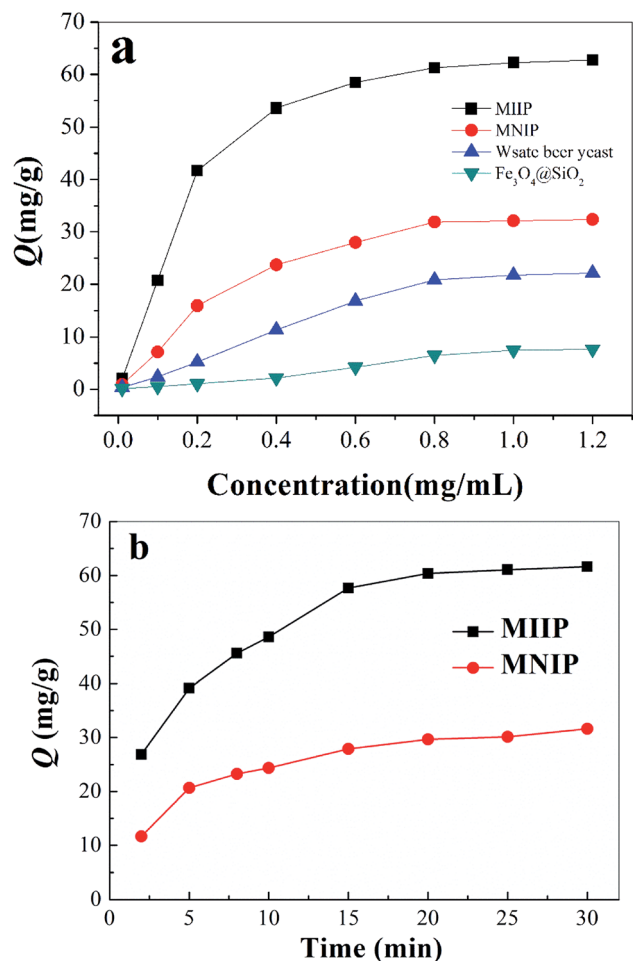 a
70
60
50
40
30
20
10
0
Q(mg/g)
MIIP
MNIP
Wsatc bccr ycast
Fe₃O₄@SiO₂
0.0 0.2 0.4 0.6 0.8 1.0 1.2
Concentration(mg/mL)
b
70
60
50
40
30
20
10
0
Q (mg/g)
MIIP
MNIP
0 5 10 15 20 25 30
Time (min)